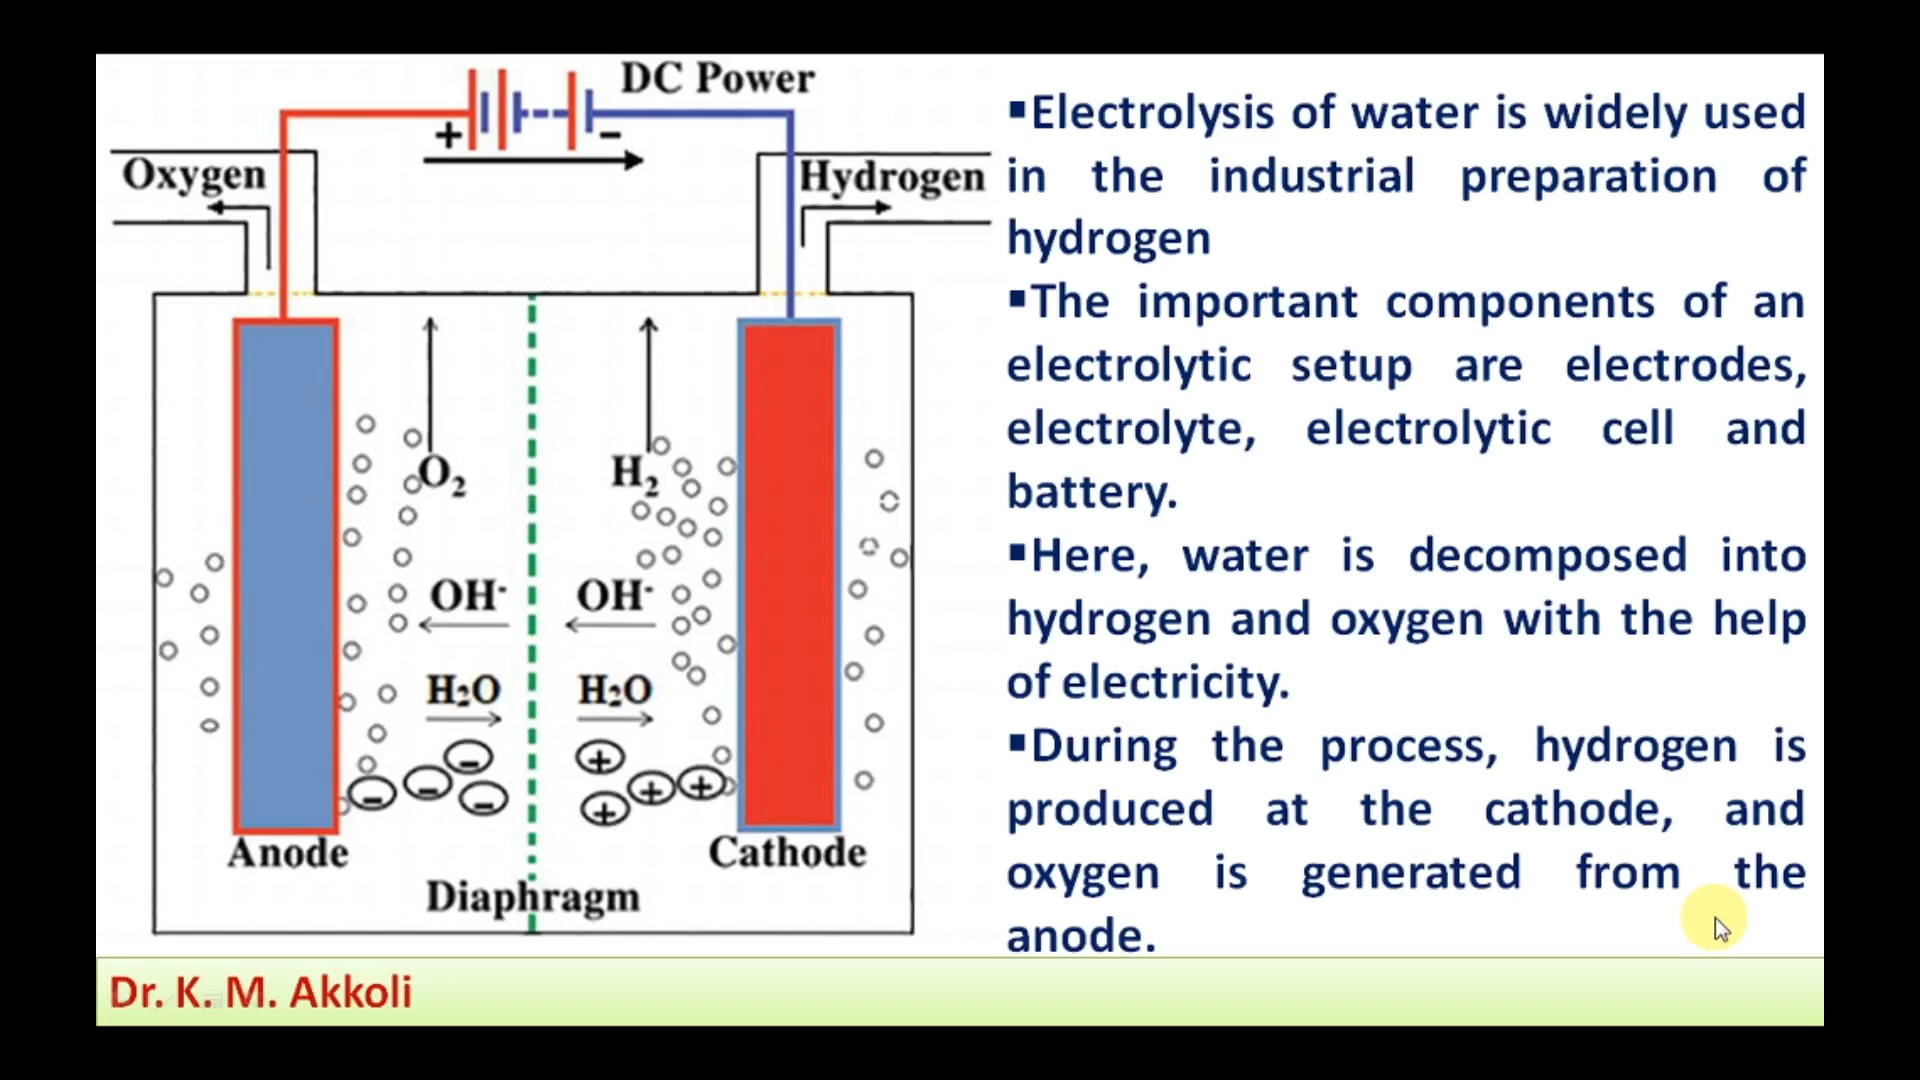 DC Power
+ −
Oxygen
Hydrogen
O2
H2
OH-
OH-
H2O
H2O
- - - -
+ + + +
Anode
Cathode
Diaphragm
▪Electrolysis of water is widely used
in the industrial preparation of
hydrogen
▪The important components of an
electrolytic setup are electrodes,
electrolyte, electrolytic cell and
battery.
▪Here, water is decomposed into
hydrogen and oxygen with the help
of electricity.
▪During the process, hydrogen is
produced at the cathode, and
oxygen is generated from the
anode.
Dr. K. M. Akkoli